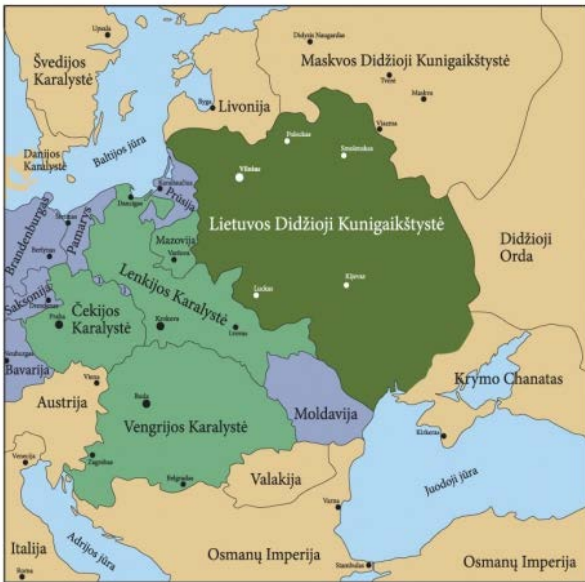 Upsala
Švedijos
Karalystė
Didysis Naugardas
Maskvos Didžioji Kunigaikštystė
Tverė
Maskva
Ryga
Livonija
Viazma
Danijos
Karalystė
Baltijos jūra
Polockas
Smolenskas
Vilnius
Karaliaučius
Prūsija
Dancigas
Brandenburgas
Pamarys
Berlynas
Mazovija
Varšuva
Lietuvos Didžioji Kunigaikštystė
Didžioji
Orda
Saksonija
Drezdenas
Lenkijos Karalystė
Luckas
Kijevas
Čekijos
Karalystė
Praha
Krokuva
Lvovas
Bavarija
Viena
Austrija
Buda
Vengrijos Karalystė
Moldavija
Krymo Chanatas
Zagrebas
Belgradas
Valakija
Juodoji jūra
Venecija
Varna
Italija
Adrijos jūra
Osmanų Imperija
Stambulas
Osmanų Imperija
Roma